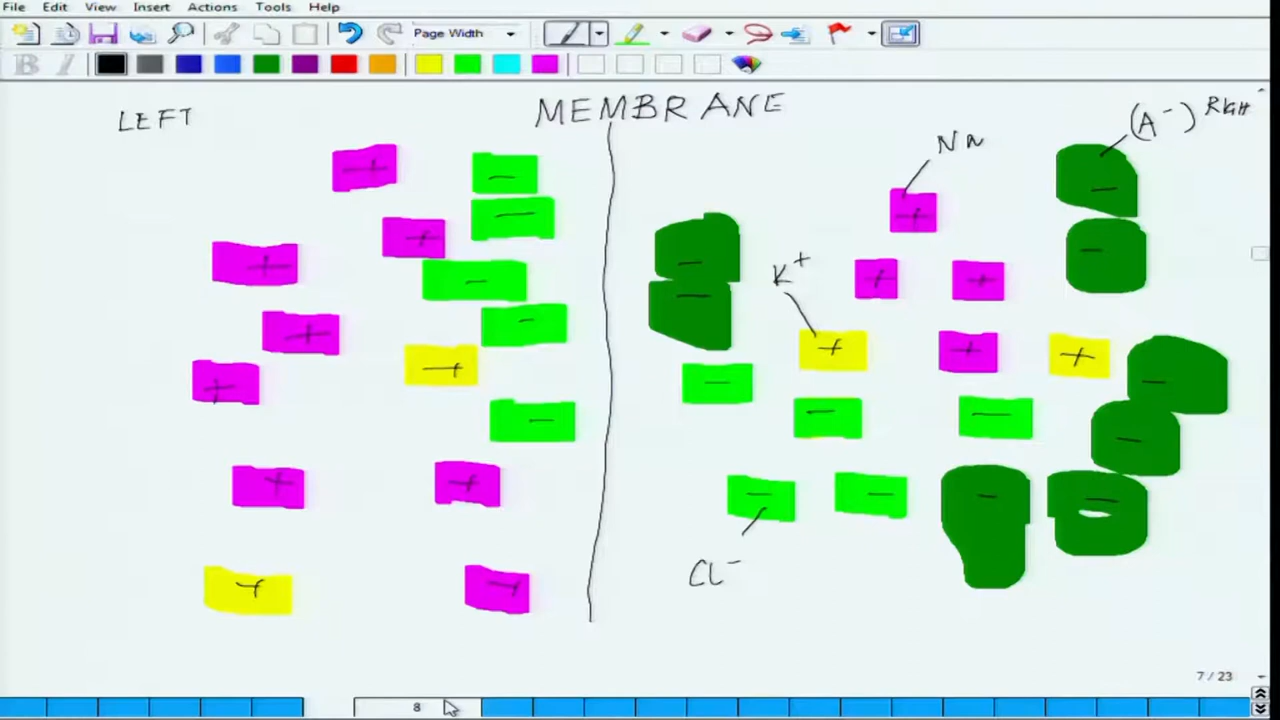 File Edit View Insert Actions Tools Help
Page Width
B I
LEFT
MEMBRANE
(A⁻) RIGHT
Na
K⁺
+ −
−
+
+
−
+
−
+
+
−
+ +
+ +
−
−
+
−
+ +
+ + +
−
−
−
− −
− − − −
Cl⁻
7 / 23
8